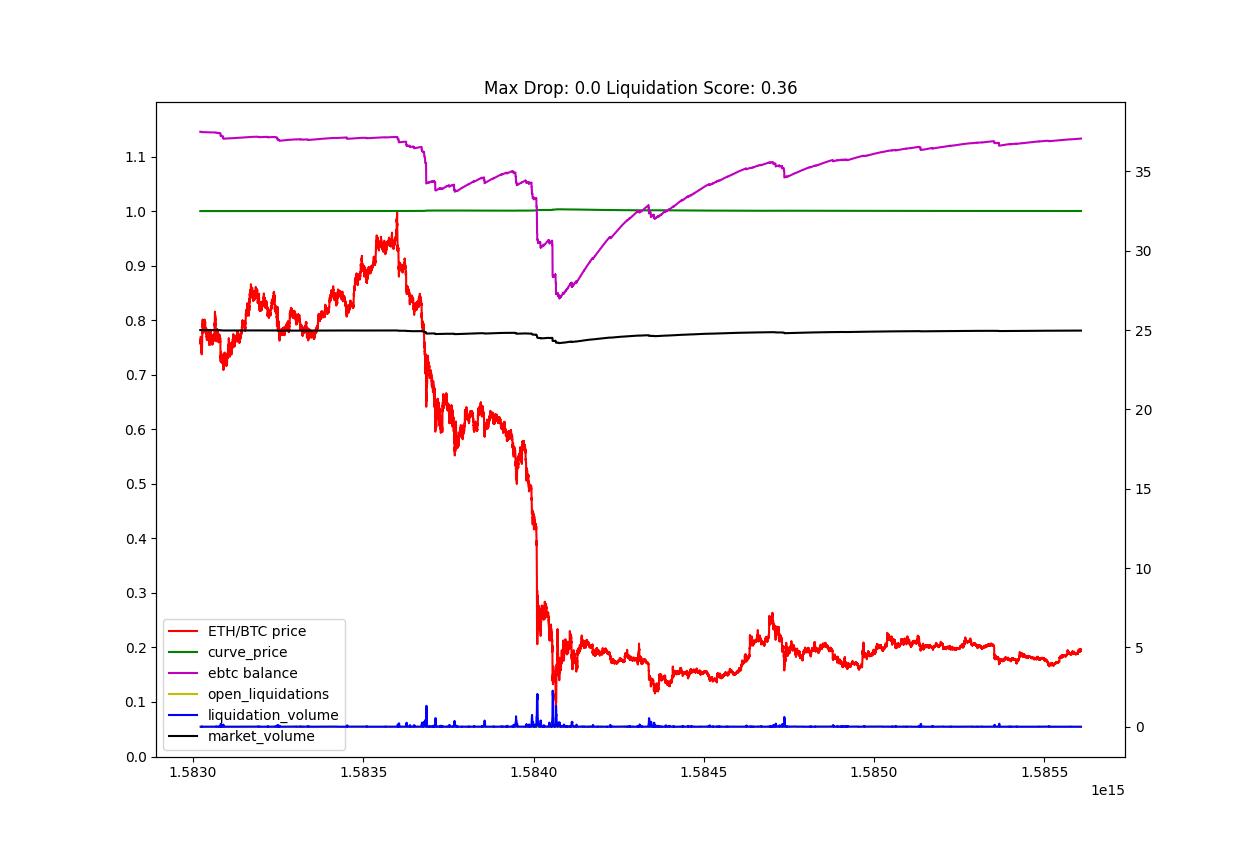 Max Drop: 0.0 Liquidation Score: 0.36
1.1
1.0
0.9
0.8
0.7
0.6
0.5
0.4
0.3
0.2
0.1
0.0
35
30
25
20
15
10
5
0
ETH/BTC price
curve_price
ebtc balance
open_liquidations
liquidation_volume
market_volume
1.5830 1.5835 1.5840 1.5845 1.5850 1.5855
1e15